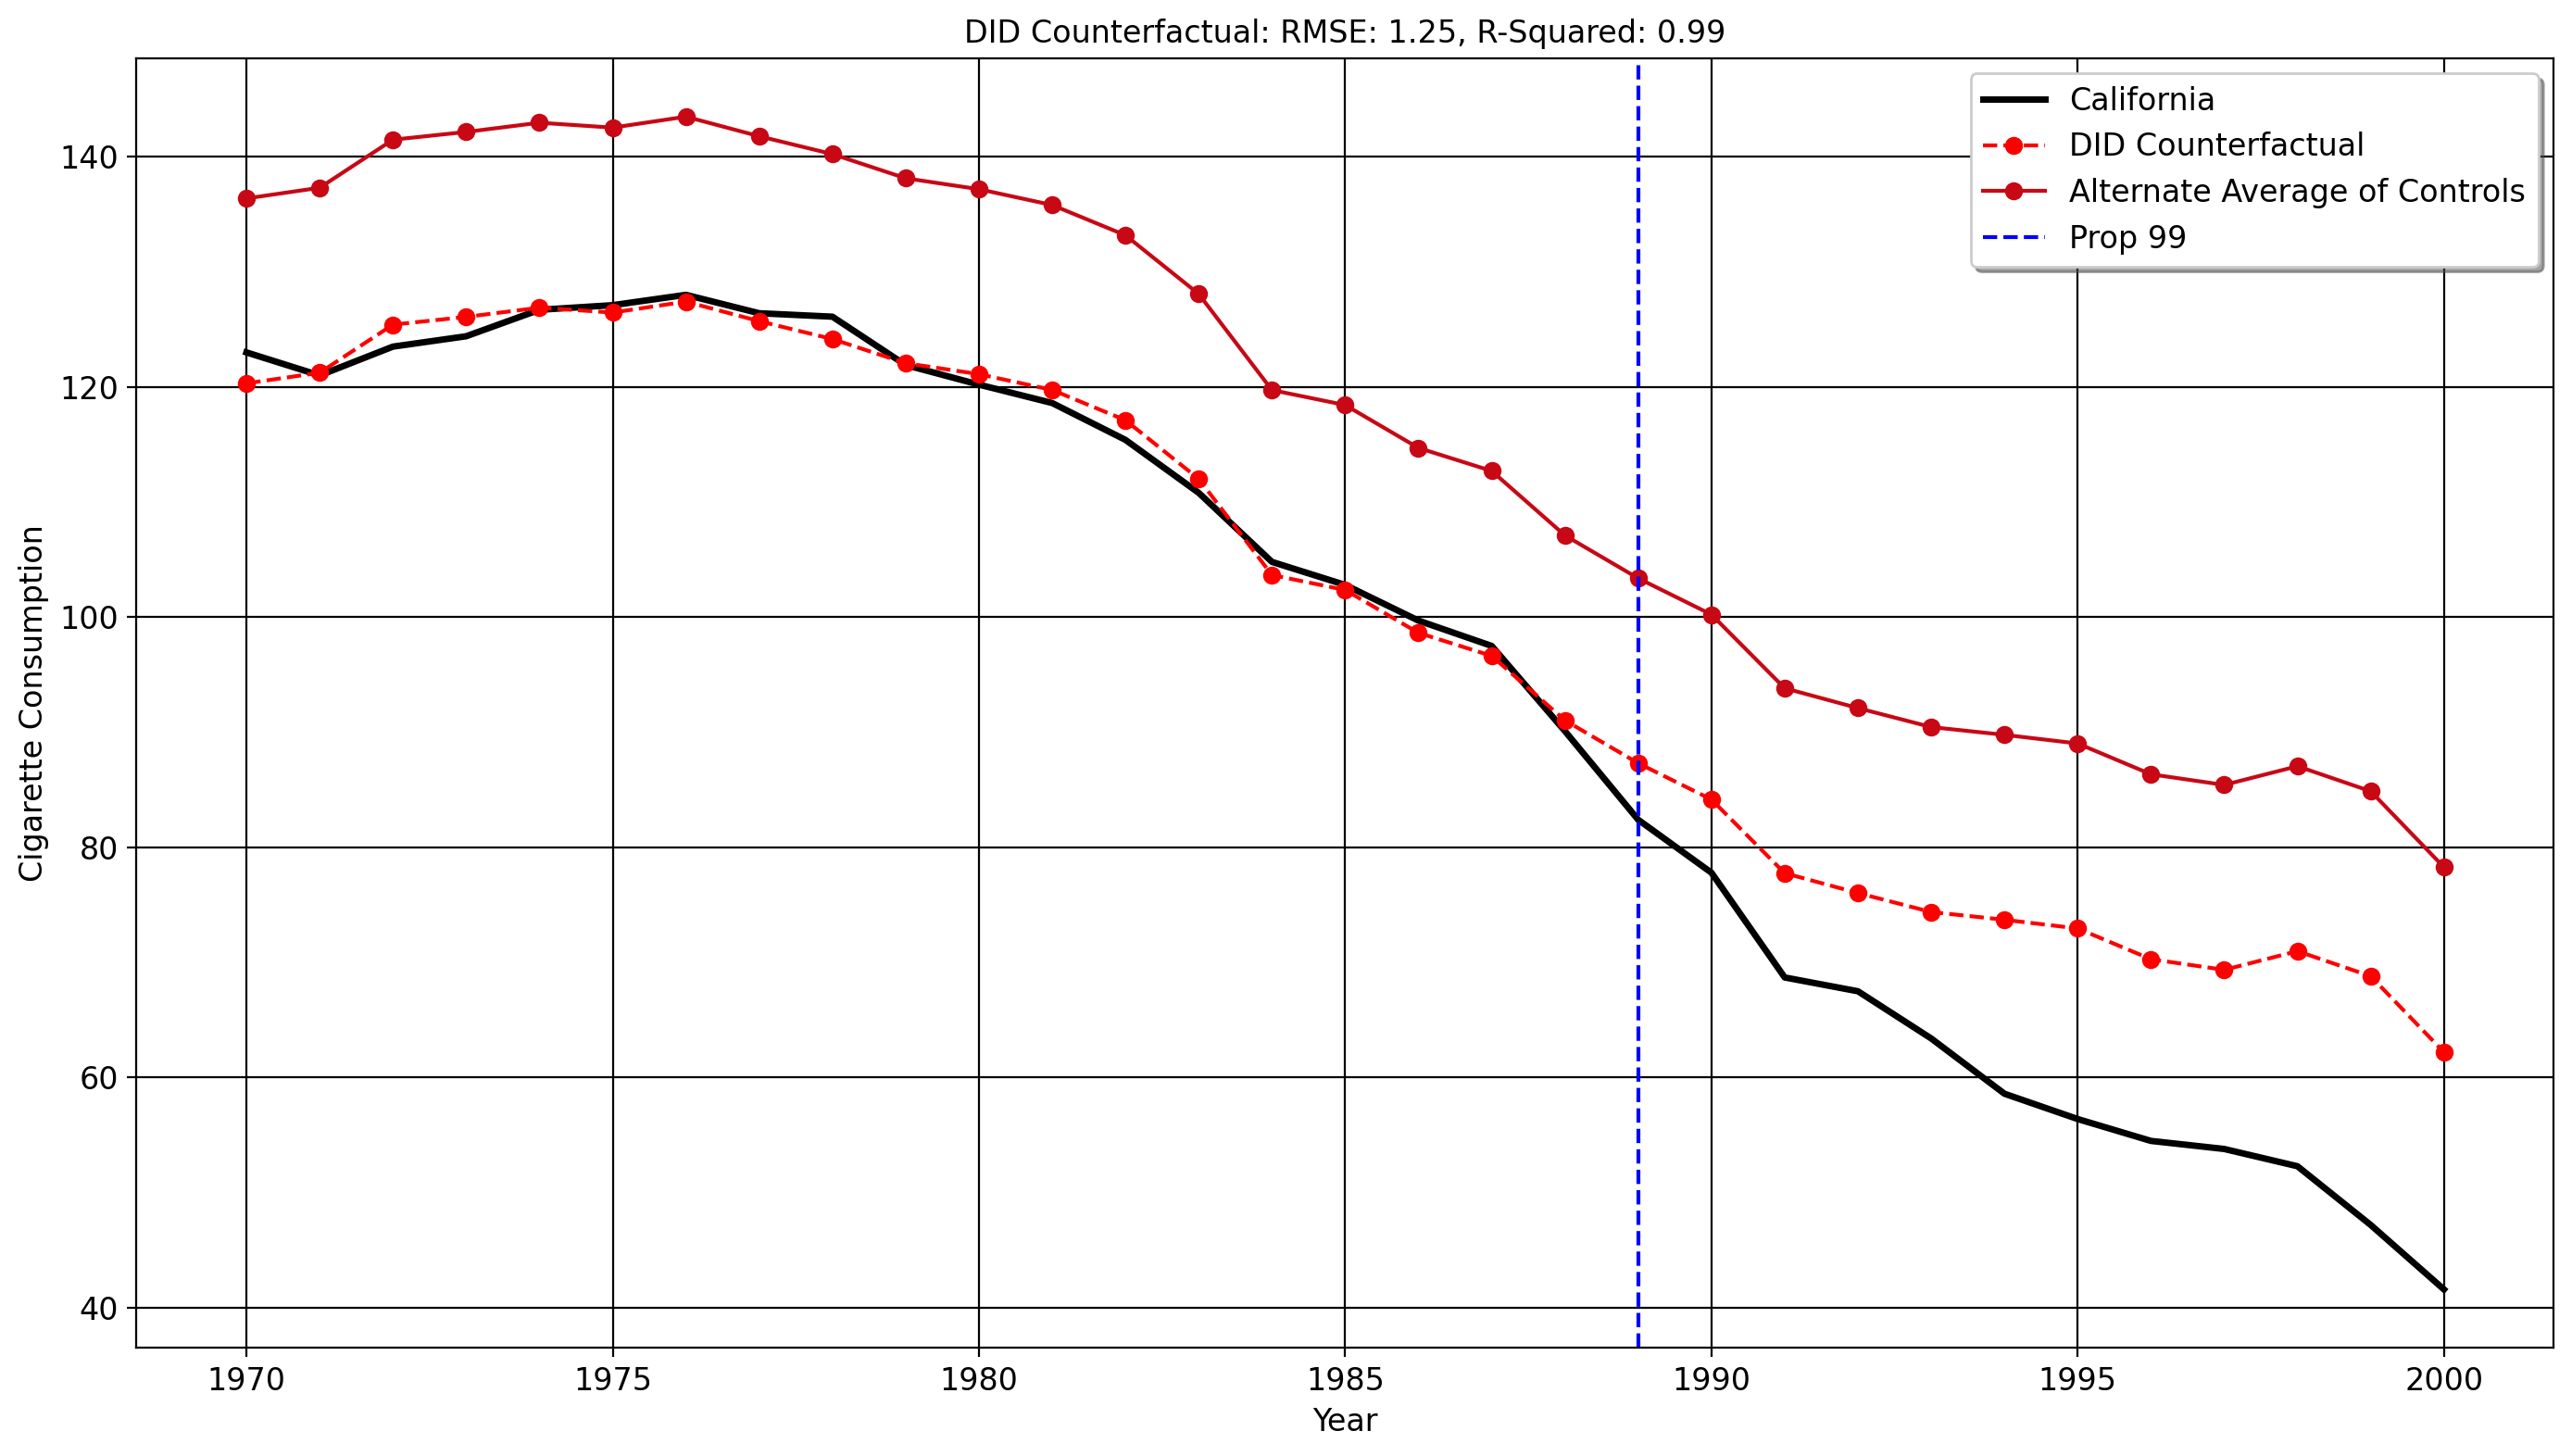 DID Counterfactual: RMSE: 1.25, R-Squared: 0.99
California
DID Counterfactual
Alternate Average of Controls
Prop 99
140
120
100
80
60
40
Cigarette Consumption
1970 1975 1980 1985 1990 1995 2000
Year